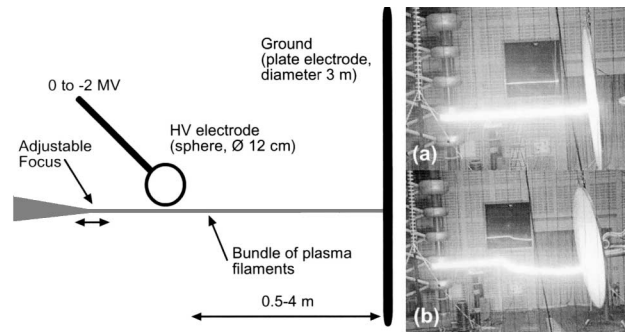 Ground
(plate electrode,
diameter 3 m)
0 to -2 MV
HV electrode
(sphere, Ø 12 cm)
Adjustable
Focus
Bundle of plasma
filaments
0.5-4 m
(a)
(b)